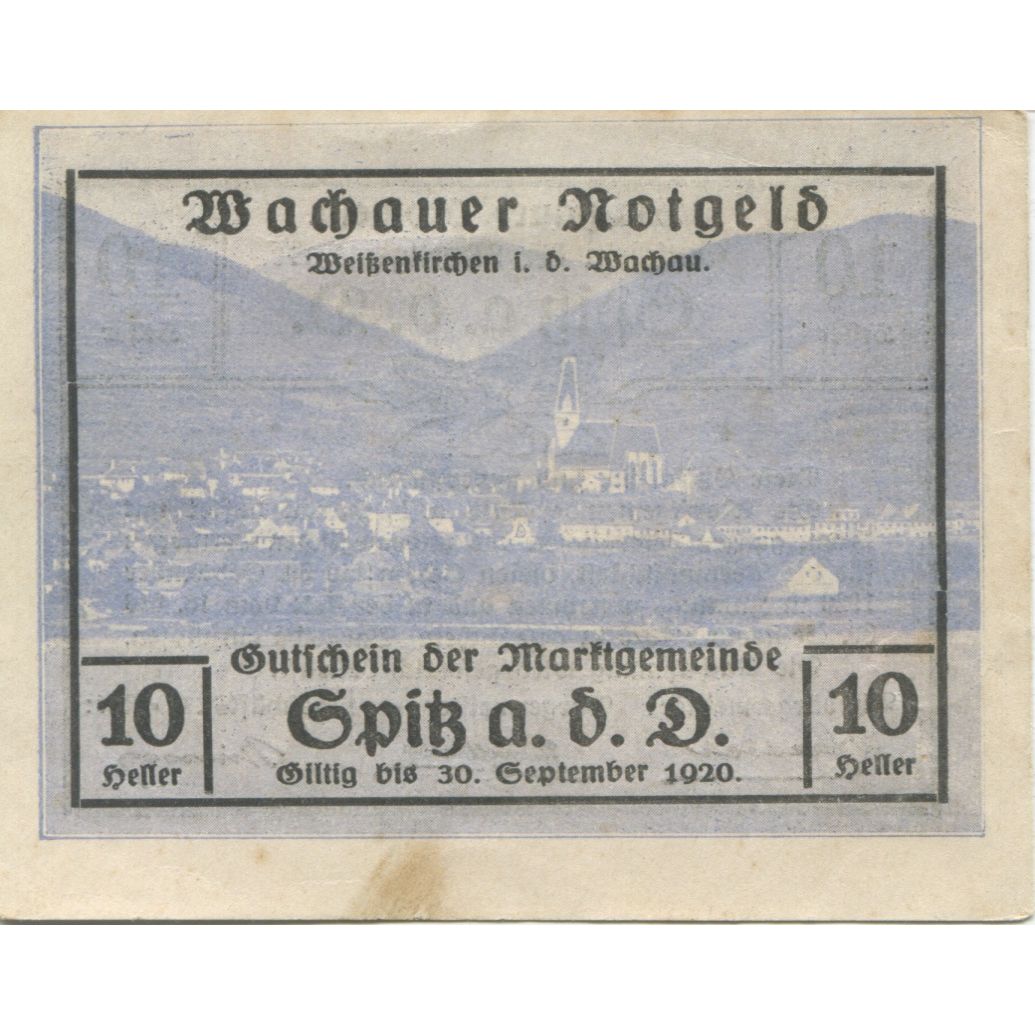 Wachauer Notgeld
Weißenkirchen i. d. Wachau.
Gutschein der Marktgemeinde
Spitz a. d. D.
Giltig bis 30. September 1920.
10
Heller
10
Heller